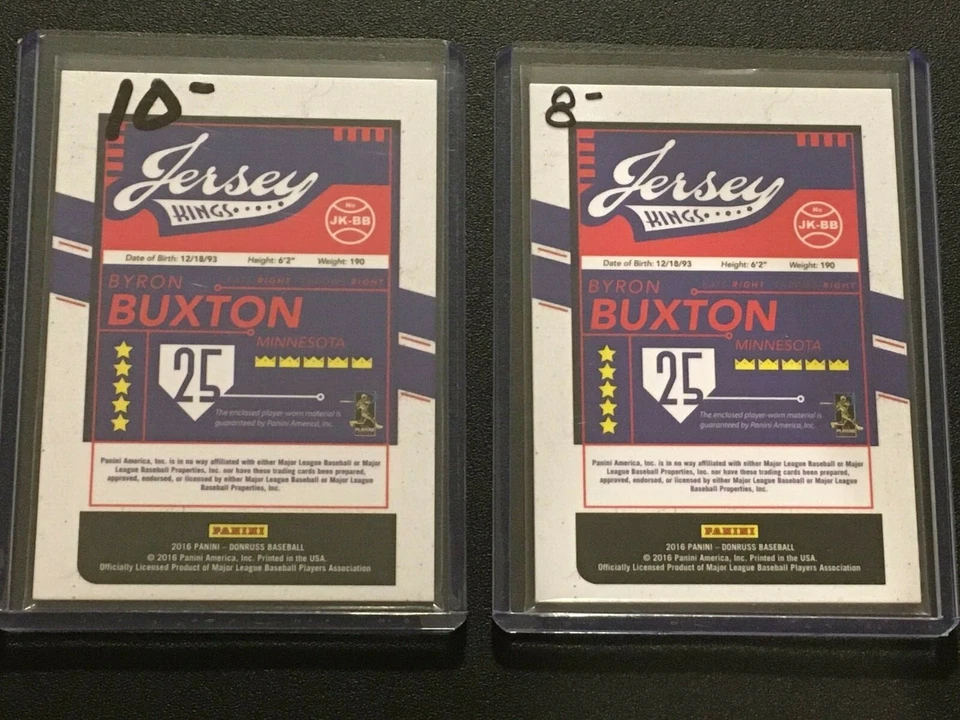 10-
Jersey
KINGS
No
JK-BB
Date of Birth: 12/18/93 Height: 6'2" Weight: 190
BYRON
RIGHT RIGHT
BUXTON
MINNESOTA
25
The enclosed player-worn material is
guaranteed by Panini America, Inc.
Panini America, Inc. is in no way affiliated with either Major League Baseball or Major
League Baseball Properties, Inc. nor have these trading cards been prepared,
approved, endorsed, or licensed by either Major League Baseball or Major League
Baseball Properties, Inc.
PANINI
2016 PANINI – DONRUSS BASEBALL
© 2016 Panini America, Inc. Printed in the USA.
Officially Licensed Product of Major League Baseball Players Association
8-
Jersey
KINGS
No
JK-BB
Date of Birth: 12/18/93 Height: 6'2" Weight: 190
BYRON
RIGHT RIGHT
BUXTON
MINNESOTA
25
The enclosed player-worn material is
guaranteed by Panini America, Inc.
Panini America, Inc. is in no way affiliated with either Major League Baseball or Major
League Baseball Properties, Inc. nor have these trading cards been prepared,
approved, endorsed, or licensed by either Major League Baseball or Major League
Baseball Properties, Inc.
PANINI
2016 PANINI – DONRUSS BASEBALL
© 2016 Panini America, Inc. Printed in the USA.
Officially Licensed Product of Major League Baseball Players Association